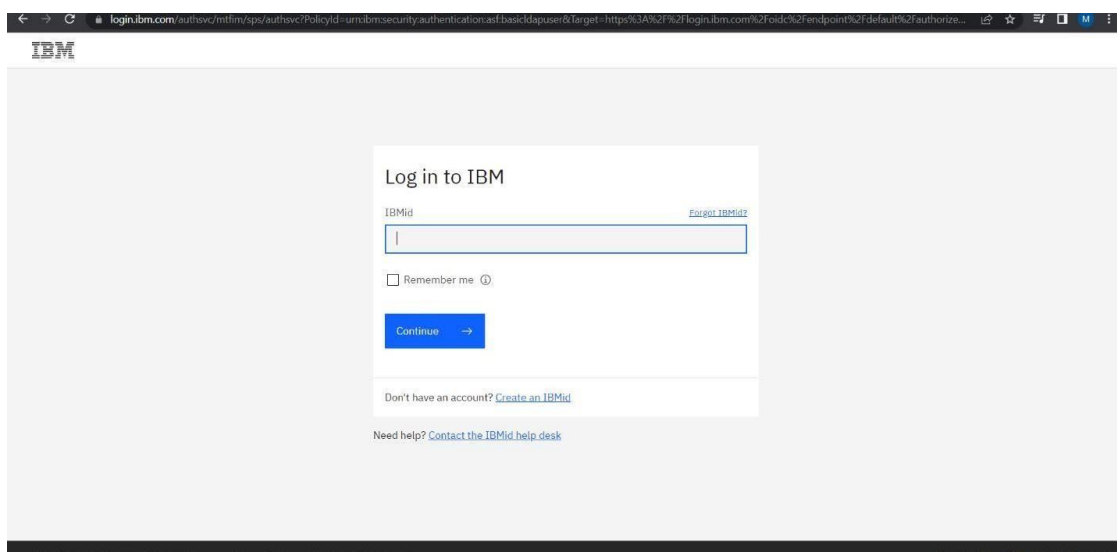 login.ibm.com/authsvc/mtfim/sps/authsvc?PolicyId=urn:ibm:security:authentication:asf:basicldapuser&Target=https%3A%2F%2Flogin.ibm.com%2Foidc%2Fendpoint%2Fdefault%2Fauthorize...
M
IBM
Log in to IBM
IBMid Forgot IBMid?
Remember me
Continue →
Don't have an account? Create an IBMid
Need help? Contact the IBMid help desk